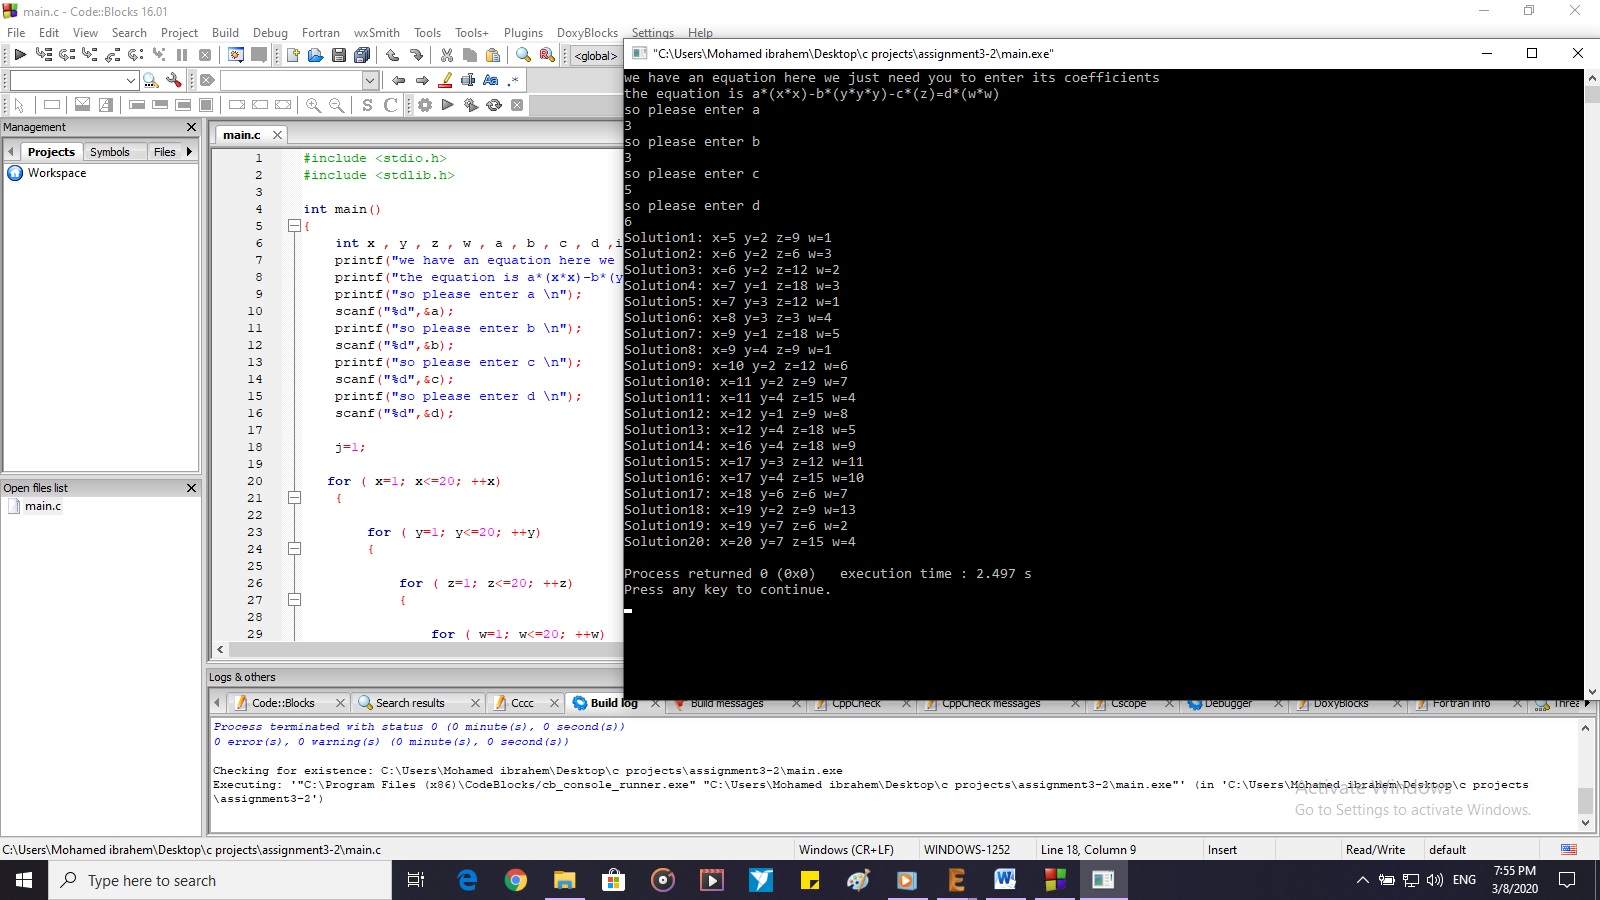 main.c - Code::Blocks 16.01
File Edit View Search Project Build Debug Fortran wxSmith Tools Tools+ Plugins DoxyBlocks Settings Help
<global>
"C:\Users\Mohamed ibrahem\Desktop\c projects\assignment3-2\main.exe"
Management
Projects Symbols Files
Workspace
Open files list
main.c
main.c
1 #include <stdio.h>
2 #include <stdlib.h>
3
4 int main()
5 {
6 int x , y , z , w , a , b , c , d ,i
7 printf("we have an equation here we
8 printf("the equation is a*(x*x)-b*(y
9 printf("so please enter a \n");
10 scanf("%d",&a);
11 printf("so please enter b \n");
12 scanf("%d",&b);
13 printf("so please enter c \n");
14 scanf("%d",&c);
15 printf("so please enter d \n");
16 scanf("%d",&d);
17
18 j=1;
19
20 for ( x=1; x<=20; ++x)
21 {
22
23 for ( y=1; y<=20; ++y)
24 {
25
26 for ( z=1; z<=20; ++z)
27 {
28
29 for ( w=1; w<=20; ++w)
we have an equation here we just need you to enter its coefficients
the equation is a*(x*x)-b*(y*y*y)-c*(z)=d*(w*w)
so please enter a
3
so please enter b
3
so please enter c
5
so please enter d
6
Solution1: x=5 y=2 z=9 w=1
Solution2: x=6 y=2 z=6 w=3
Solution3: x=6 y=2 z=12 w=2
Solution4: x=7 y=1 z=18 w=3
Solution5: x=7 y=3 z=12 w=1
Solution6: x=8 y=3 z=3 w=4
Solution7: x=9 y=1 z=18 w=5
Solution8: x=9 y=4 z=9 w=1
Solution9: x=10 y=2 z=12 w=6
Solution10: x=11 y=2 z=9 w=7
Solution11: x=11 y=4 z=15 w=4
Solution12: x=12 y=1 z=9 w=8
Solution13: x=12 y=4 z=18 w=5
Solution14: x=16 y=4 z=18 w=9
Solution15: x=17 y=3 z=12 w=11
Solution16: x=17 y=4 z=15 w=10
Solution17: x=18 y=6 z=6 w=7
Solution18: x=19 y=2 z=9 w=13
Solution19: x=19 y=7 z=6 w=2
Solution20: x=20 y=7 z=15 w=4
Process returned 0 (0x0) execution time : 2.497 s
Press any key to continue.
Logs & others
Code::Blocks Search results Cccc Build log Build messages CppCheck CppCheck messages Cscope Debugger DoxyBlocks Fortran info Threa
Process terminated with status 0 (0 minute(s), 0 second(s))
0 error(s), 0 warning(s) (0 minute(s), 0 second(s))
Checking for existence: C:\Users\Mohamed ibrahem\Desktop\c projects\assignment3-2\main.exe
Executing: '"C:\Program Files (x86)\CodeBlocks/cb_console_runner.exe" "C:\Users\Mohamed ibrahem\Desktop\c projects\assignment3-2\main.exe"' (in 'C:\Users\Mohamed ibrahem\Desktop\c projects
\assignment3-2')
Activate Windows
Go to Settings to activate Windows.
C:\Users\Mohamed ibrahem\Desktop\c projects\assignment3-2\main.c Windows (CR+LF) WINDOWS-1252 Line 18, Column 9 Insert Read/Write default
Type here to search
ENG
7:55 PM
3/8/2020